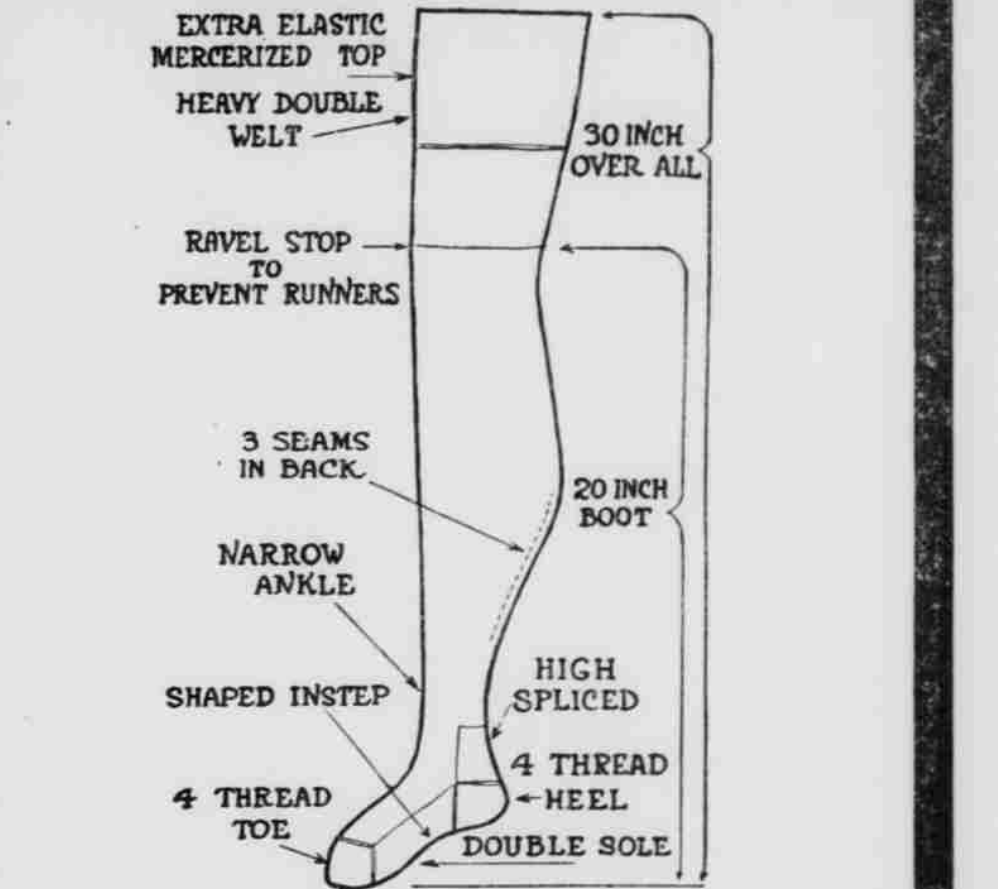 EXTRA ELASTIC
MERCERIZED TOP
HEAVY DOUBLE
WELT
30 INCH
OVER ALL
RAVEL STOP
TO
PREVENT RUNNERS
3 SEAMS
IN BACK
20 INCH
BOOT
NARROW
ANKLE
HIGH
SPLICED
SHAPED INSTEP
4 THREAD
HEEL
4 THREAD
TOE
DOUBLE SOLE